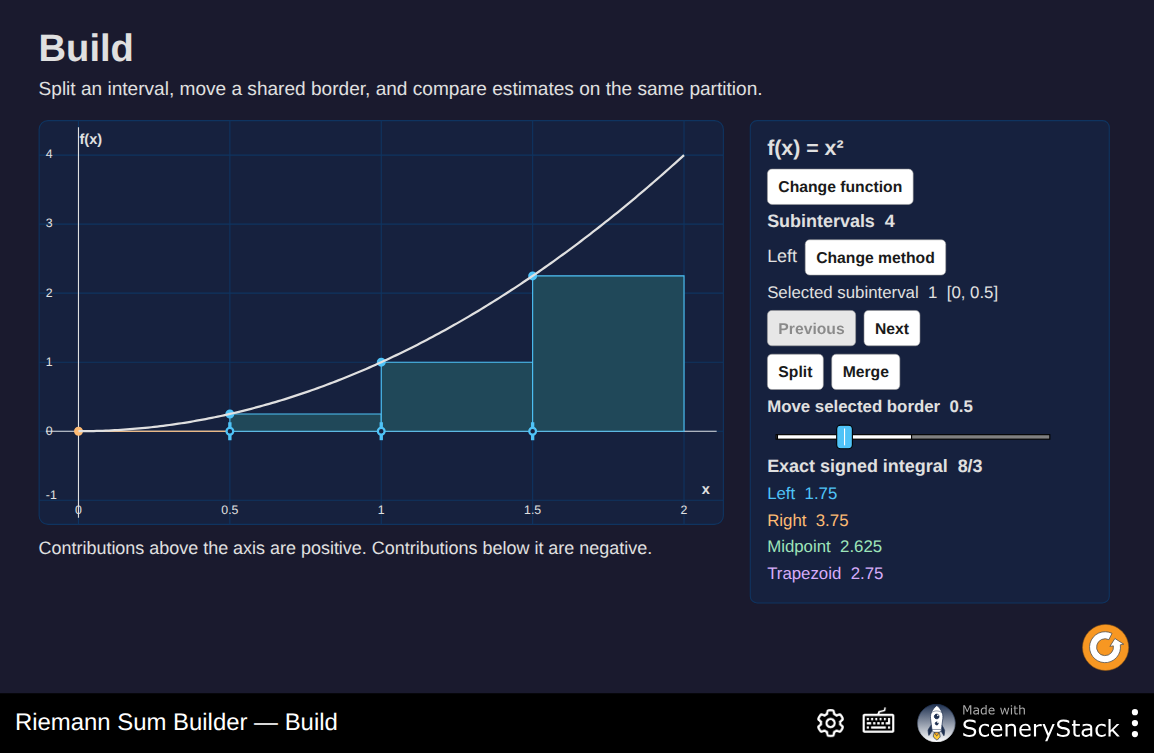 Build
Split an interval, move a shared border, and compare estimates on the same partition.
f(x)
4
3
2
1
0
-1
x
0
0.5
1
1.5
2
Contributions above the axis are positive. Contributions below it are negative.
f(x) = x²
Change function
Subintervals 4
Left Change method
Selected subinterval 1 [0, 0.5]
Previous Next
Split Merge
Move selected border 0.5
Exact signed integral 8/3
Left 1.75
Right 3.75
Midpoint 2.625
Trapezoid 2.75
Riemann Sum Builder — Build
Made with
SceneryStack